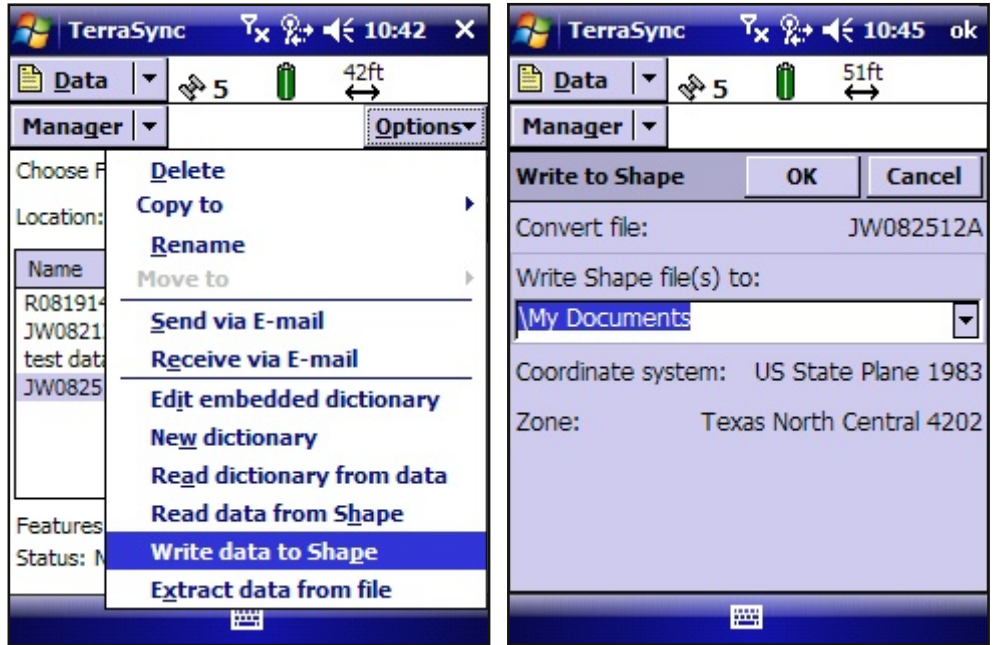 TerraSync 10:42 X
Data 5 42ft
Manager Options
Choose F
Location:
Name
R081914
JW0821
test data
JW0825
Features
Status: N
Delete
Copy to
Rename
Move to
Send via E-mail
Receive via E-mail
Edit embedded dictionary
New dictionary
Read dictionary from data
Read data from Shape
Write data to Shape
Extract data from file
TerraSync 10:45 ok
Data 5 51ft
Manager
Write to Shape OK Cancel
Convert file: JW082512A
Write Shape file(s) to:
\My Documents
Coordinate system: US State Plane 1983
Zone: Texas North Central 4202